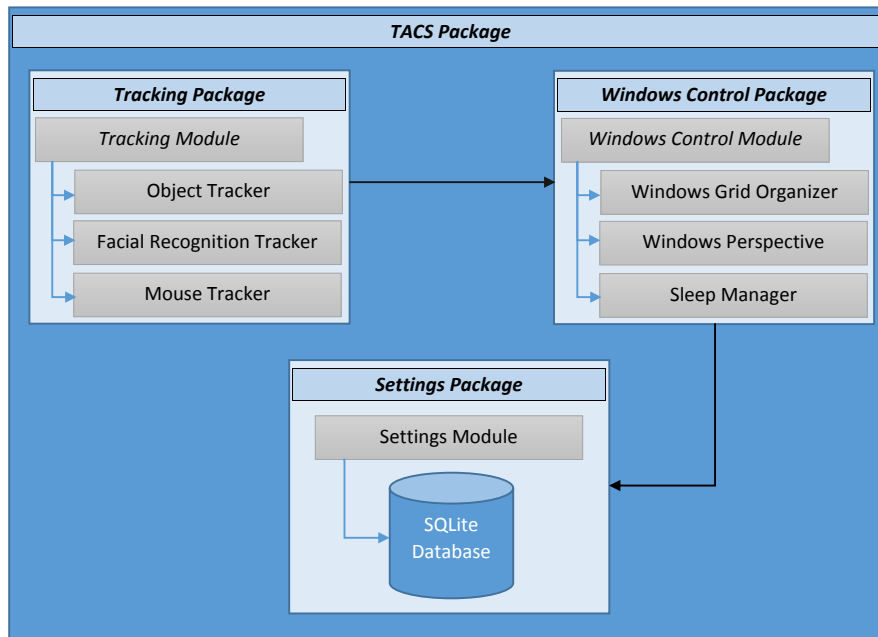 TACS Package
Tracking Package
Tracking Module
Object Tracker
Facial Recognition Tracker
Mouse Tracker
Windows Control Package
Windows Control Module
Windows Grid Organizer
Windows Perspective
Sleep Manager
Settings Package
Settings Module
SQLite
Database